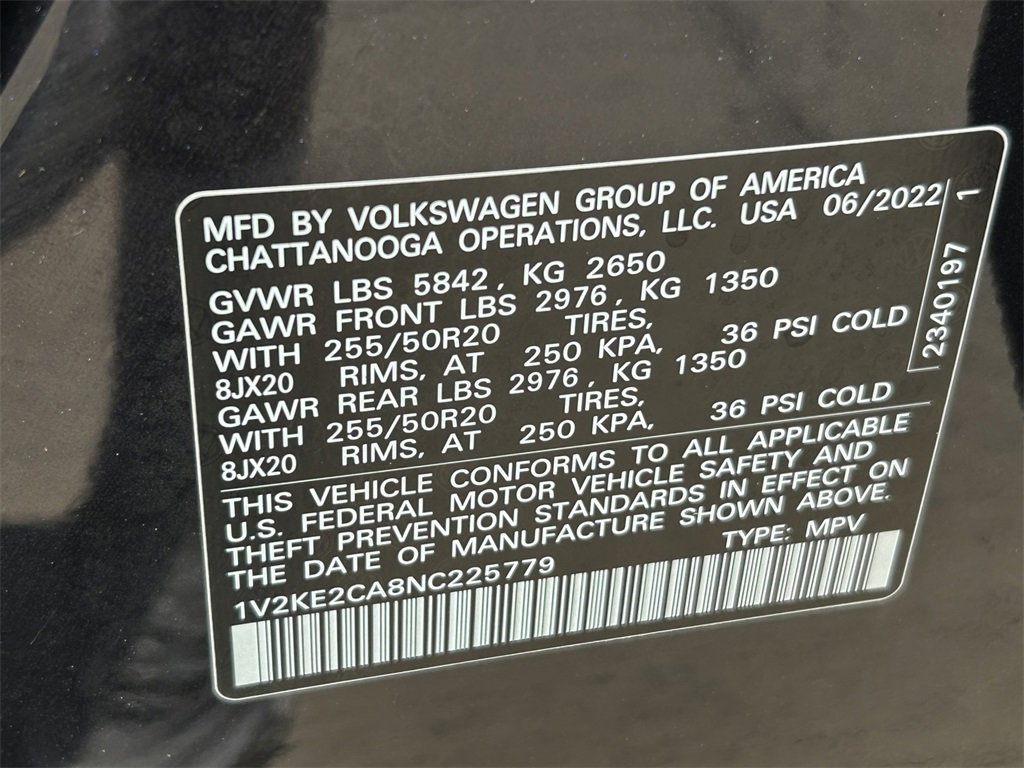 MFD BY VOLKSWAGEN GROUP OF AMERICA
CHATTANOOGA OPERATIONS, LLC. USA 06/2022
GVWR LBS 5842, KG 2650
GAWR FRONT LBS 2976, KG 1350
WITH 255/50R20 TIRES,
8JX20 RIMS, AT 250 KPA, 36 PSI COLD
GAWR REAR LBS 2976, KG 1350
WITH 255/50R20 TIRES,
8JX20 RIMS, AT 250 KPA, 36 PSI COLD
2340197 1
THIS VEHICLE CONFORMS TO ALL APPLICABLE
U.S. FEDERAL MOTOR VEHICLE SAFETY AND
THEFT PREVENTION STANDARDS IN EFFECT ON
THE DATE OF MANUFACTURE SHOWN ABOVE.
1V2KE2CA8NC225779 TYPE: MPV